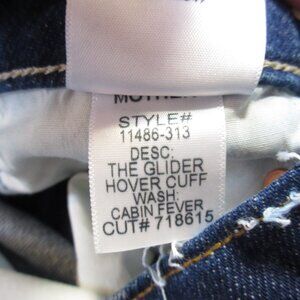 MOTHER
STYLE#
11486-313
DESC:
THE GLIDER
HOVER CUFF
WASH:
CABIN FEVER
CUT# 718615